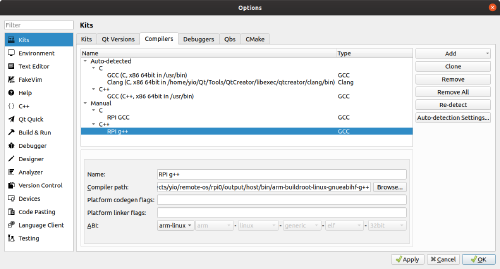 Options
Filter
Kits
Kits
Environment
Text Editor
FakeVim
Help
C++
Qt Quick
Build & Run
Debugger
Designer
Analyzer
Version Control
Devices
Code Pasting
Language Client
Testing
Kits Qt Versions Compilers Debuggers Qbs CMake
Name Type
Auto-detected
C
GCC (C, x86 64bit in /usr/bin) GCC
Clang (C, x86 64bit in /home/yio/Qt/Tools/QtCreator/libexec/qtcreator/clang/bin) Clang
C++
GCC (C++, x86 64bit in /usr/bin) GCC
Manual
C
RPI GCC GCC
C++
RPI g++ GCC
Add
Clone
Remove
Remove All
Re-detect
Auto-detection Settings...
Name: RPI g++
Compiler path: cts/yio/remote-os/rpi0/output/host/bin/arm-buildroot-linux-gnueabihf-g++ Browse...
Platform codegen flags:
Platform linker flags:
ABI: arm-linux arm - linux - generic - elf - 32bit
Apply Cancel OK